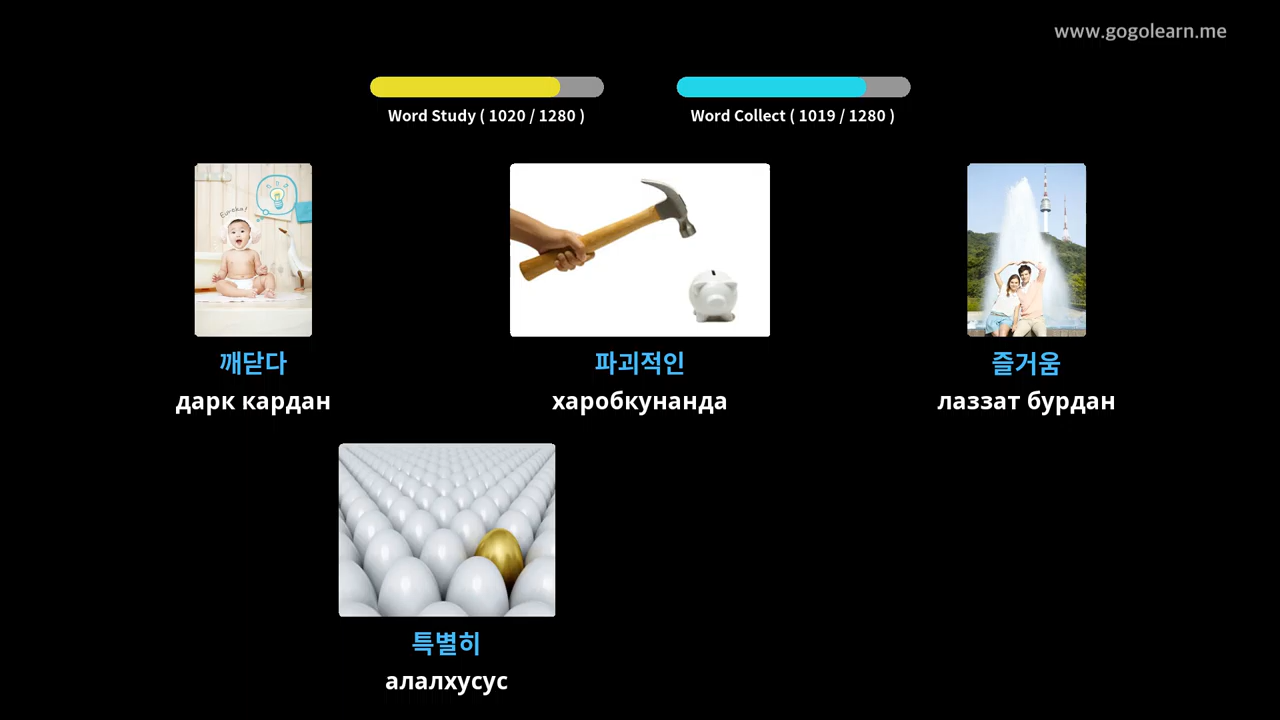 www.gogolearn.me
Word Study ( 1020 / 1280 )
Word Collect ( 1019 / 1280 )
Eureka!
깨닫다
дарк кардан
파괴적인
харобкунанда
즐거움
лаззат бурдан
특별히
алалхусус